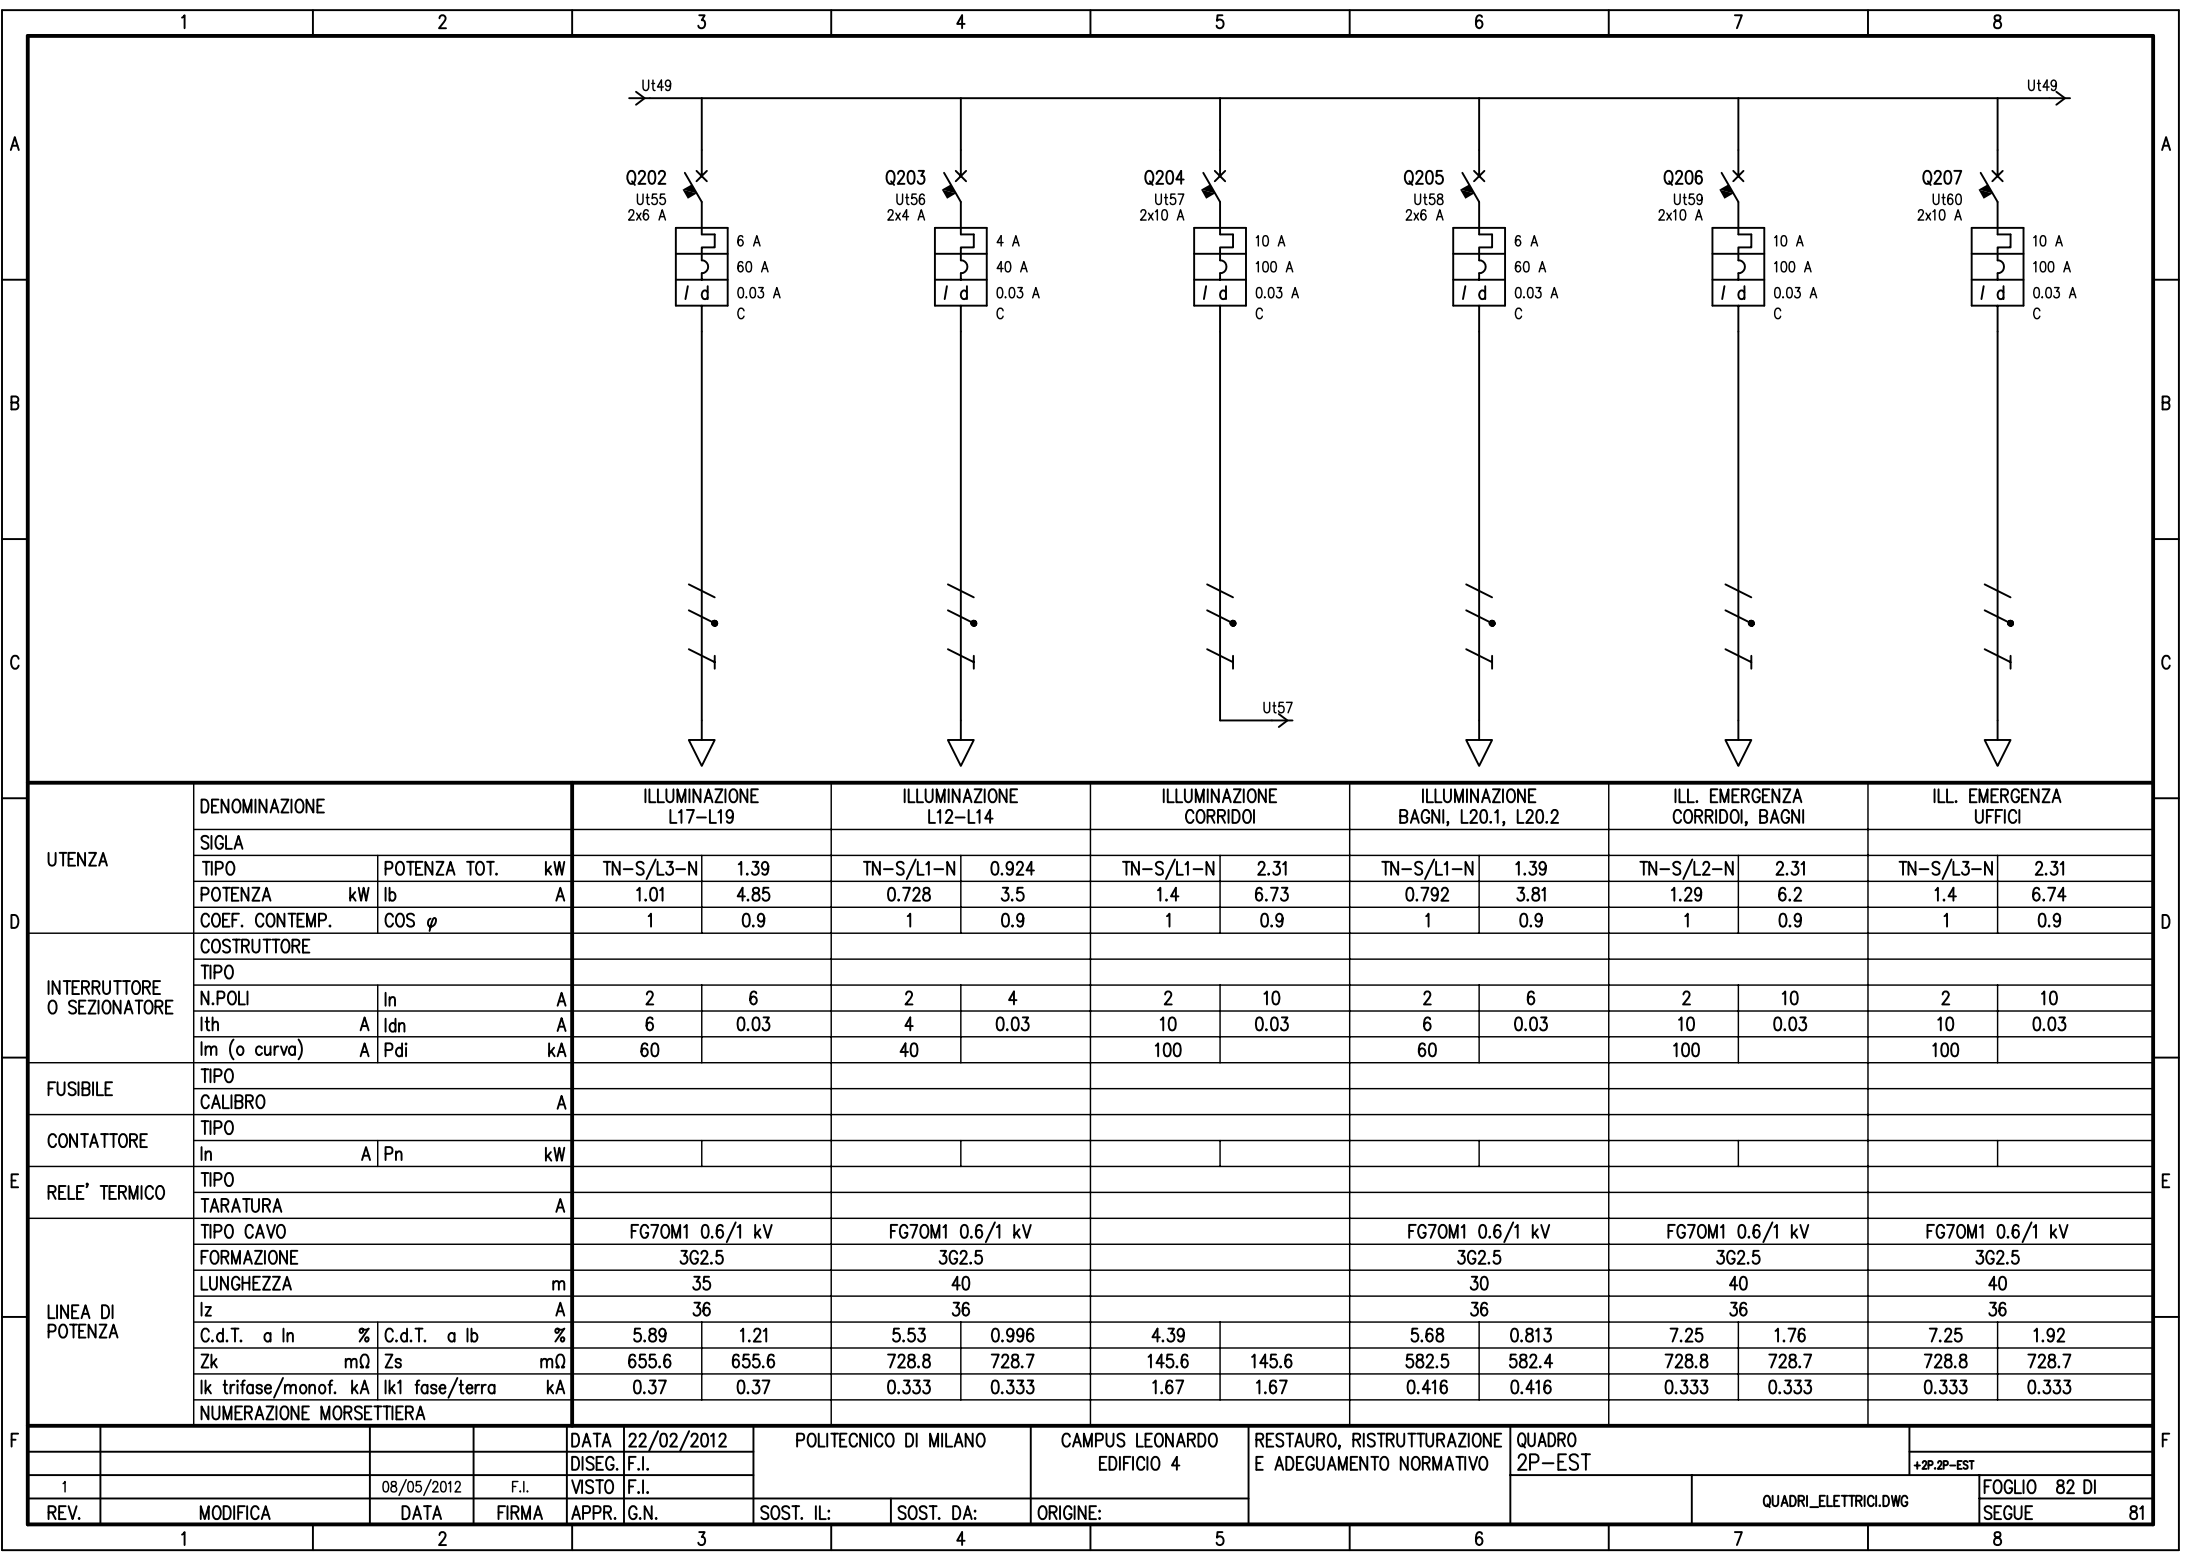 1 2 3 4 5 6 7 8
Ut49 Ut49
A A
Q202 Q203 Q204 Q205 Q206 Q207
Ut55 Ut56 Ut57 Ut58 Ut59 Ut60
2x6 A 2x4 A 2x10 A 2x6 A 2x10 A 2x10 A
6 A 4 A 10 A 6 A 10 A 10 A
60 A 40 A 100 A 60 A 100 A 100 A
I d 0.03 A I d 0.03 A I d 0.03 A I d 0.03 A I d 0.03 A I d 0.03 A
C C C C C C
B B
C C
Ut57
UTENZA
DENOMINAZIONE
ILLUMINAZIONE
L17-L19
ILLUMINAZIONE
L12-L14
ILLUMINAZIONE
CORRIDOI
ILLUMINAZIONE
BAGNI, L20.1, L20.2
ILL. EMERGENZA
CORRIDOI, BAGNI
ILL. EMERGENZA
UFFICI
SIGLA
TIPO POTENZA TOT. kW TN-S/L3-N 1.39 TN-S/L1-N 0.924 TN-S/L1-N 2.31 TN-S/L1-N 1.39 TN-S/L2-N 2.31 TN-S/L3-N 2.31
POTENZA kW Ib A 1.01 4.85 0.728 3.5 1.4 6.73 0.792 3.81 1.29 6.2 1.4 6.74
COEF. CONTEMP. COS φ 1 0.9 1 0.9 1 0.9 1 0.9 1 0.9 1 0.9
D D
INTERRUTTORE
O SEZIONATORE
COSTRUTTORE
TIPO
N.POLI In A 2 6 2 4 2 10 2 6 2 10 2 10
Ith A Idn A 6 0.03 4 0.03 10 0.03 6 0.03 10 0.03 10 0.03
Im (o curva) A Pdi kA 60 40 100 60 100 100
FUSIBILE
TIPO
CALIBRO A
CONTATTORE
TIPO
In A Pn kW
E E
RELE' TERMICO
TIPO
TARATURA A
LINEA DI
POTENZA
TIPO CAVO FG7OM1 0.6/1 kV FG7OM1 0.6/1 kV FG7OM1 0.6/1 kV FG7OM1 0.6/1 kV FG7OM1 0.6/1 kV
FORMAZIONE 3G2.5 3G2.5 3G2.5 3G2.5 3G2.5
LUNGHEZZA m 35 40 30 40 40
Iz A 36 36 36 36 36
C.d.T. a In % C.d.T. a Ib % 5.89 1.21 5.53 0.996 4.39 5.68 0.813 7.25 1.76 7.25 1.92
Zk mΩ Zs mΩ 655.6 655.6 728.8 728.7 145.6 145.6 582.5 582.4 728.8 728.7 728.8 728.7
Ik trifase/monof. kA Ik1 fase/terra kA 0.37 0.37 0.333 0.333 1.67 1.67 0.416 0.416 0.333 0.333 0.333 0.333
NUMERAZIONE MORSETTIERA
F F
DATA 22/02/2012
DISEG. F.I.
1 08/05/2012 F.I. VISTO F.I.
REV. MODIFICA DATA FIRMA APPR. G.N.
POLITECNICO DI MILANO
SOST. IL: SOST. DA: ORIGINE:
CAMPUS LEONARDO
EDIFICIO 4
RESTAURO, RISTRUTTURAZIONE
E ADEGUAMENTO NORMATIVO
QUADRO
2P-EST
+2P.2P-EST
QUADRI_ELETTRICI.DWG
FOGLIO 82 DI
SEGUE 81
1 2 3 4 5 6 7 8